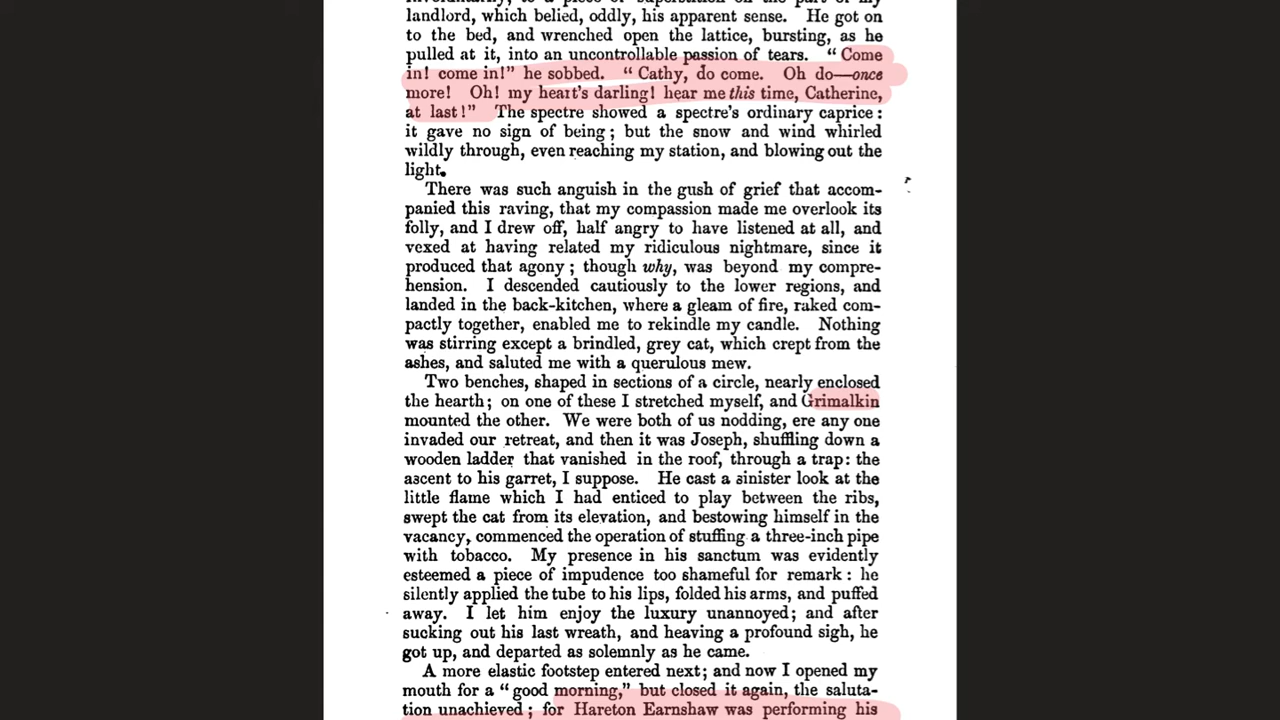 landlord, which belied, oddly, his apparent sense. He got on
to the bed, and wrenched open the lattice, bursting, as he
pulled at it, into an uncontrollable passion of tears. “Come
in! come in!” he sobbed. “Cathy, do come. Oh do—once
more! Oh! my heart's darling! hear me this time, Catherine,
at last!” The spectre showed a spectre's ordinary caprice:
it gave no sign of being; but the snow and wind whirled
wildly through, even reaching my station, and blowing out the
light.
There was such anguish in the gush of grief that accom-
panied this raving, that my compassion made me overlook its
folly, and I drew off, half angry to have listened at all, and
vexed at having related my ridiculous nightmare, since it
produced that agony; though why, was beyond my compre-
hension. I descended cautiously to the lower regions, and
landed in the back-kitchen, where a gleam of fire, raked com-
pactly together, enabled me to rekindle my candle. Nothing
was stirring except a brindled, grey cat, which crept from the
ashes, and saluted me with a querulous mew.
Two benches, shaped in sections of a circle, nearly enclosed
the hearth; on one of these I stretched myself, and Grimalkin
mounted the other. We were both of us nodding, ere any one
invaded our retreat, and then it was Joseph, shuffling down a
wooden ladder that vanished in the roof, through a trap: the
ascent to his garret, I suppose. He cast a sinister look at the
little flame which I had enticed to play between the ribs,
swept the cat from its elevation, and bestowing himself in the
vacancy, commenced the operation of stuffing a three-inch pipe
with tobacco. My presence in his sanctum was evidently
esteemed a piece of impudence too shameful for remark: he
silently applied the tube to his lips, folded his arms, and puffed
away. I let him enjoy the luxury unannoyed; and after
sucking out his last wreath, and heaving a profound sigh, he
got up, and departed as solemnly as he came.
A more elastic footstep entered next; and now I opened my
mouth for a “good morning,” but closed it again, the saluta-
tion unachieved; for Hareton Earnshaw was performing his